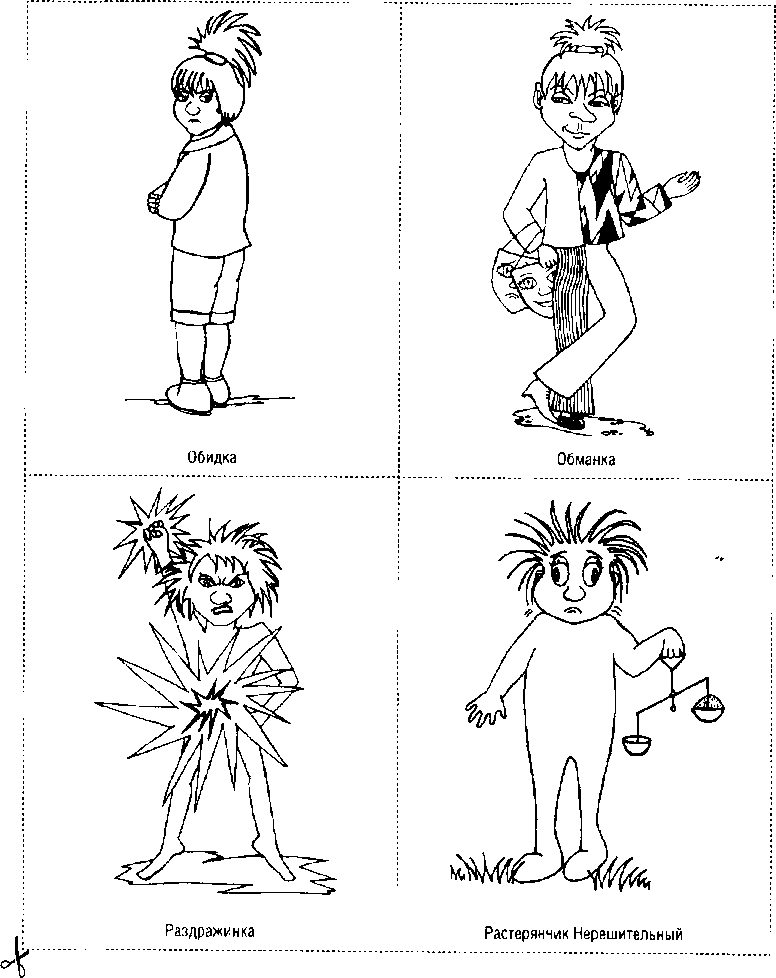 Обидка
Обманка
Раздражинка
Растерянчик Нерешительный